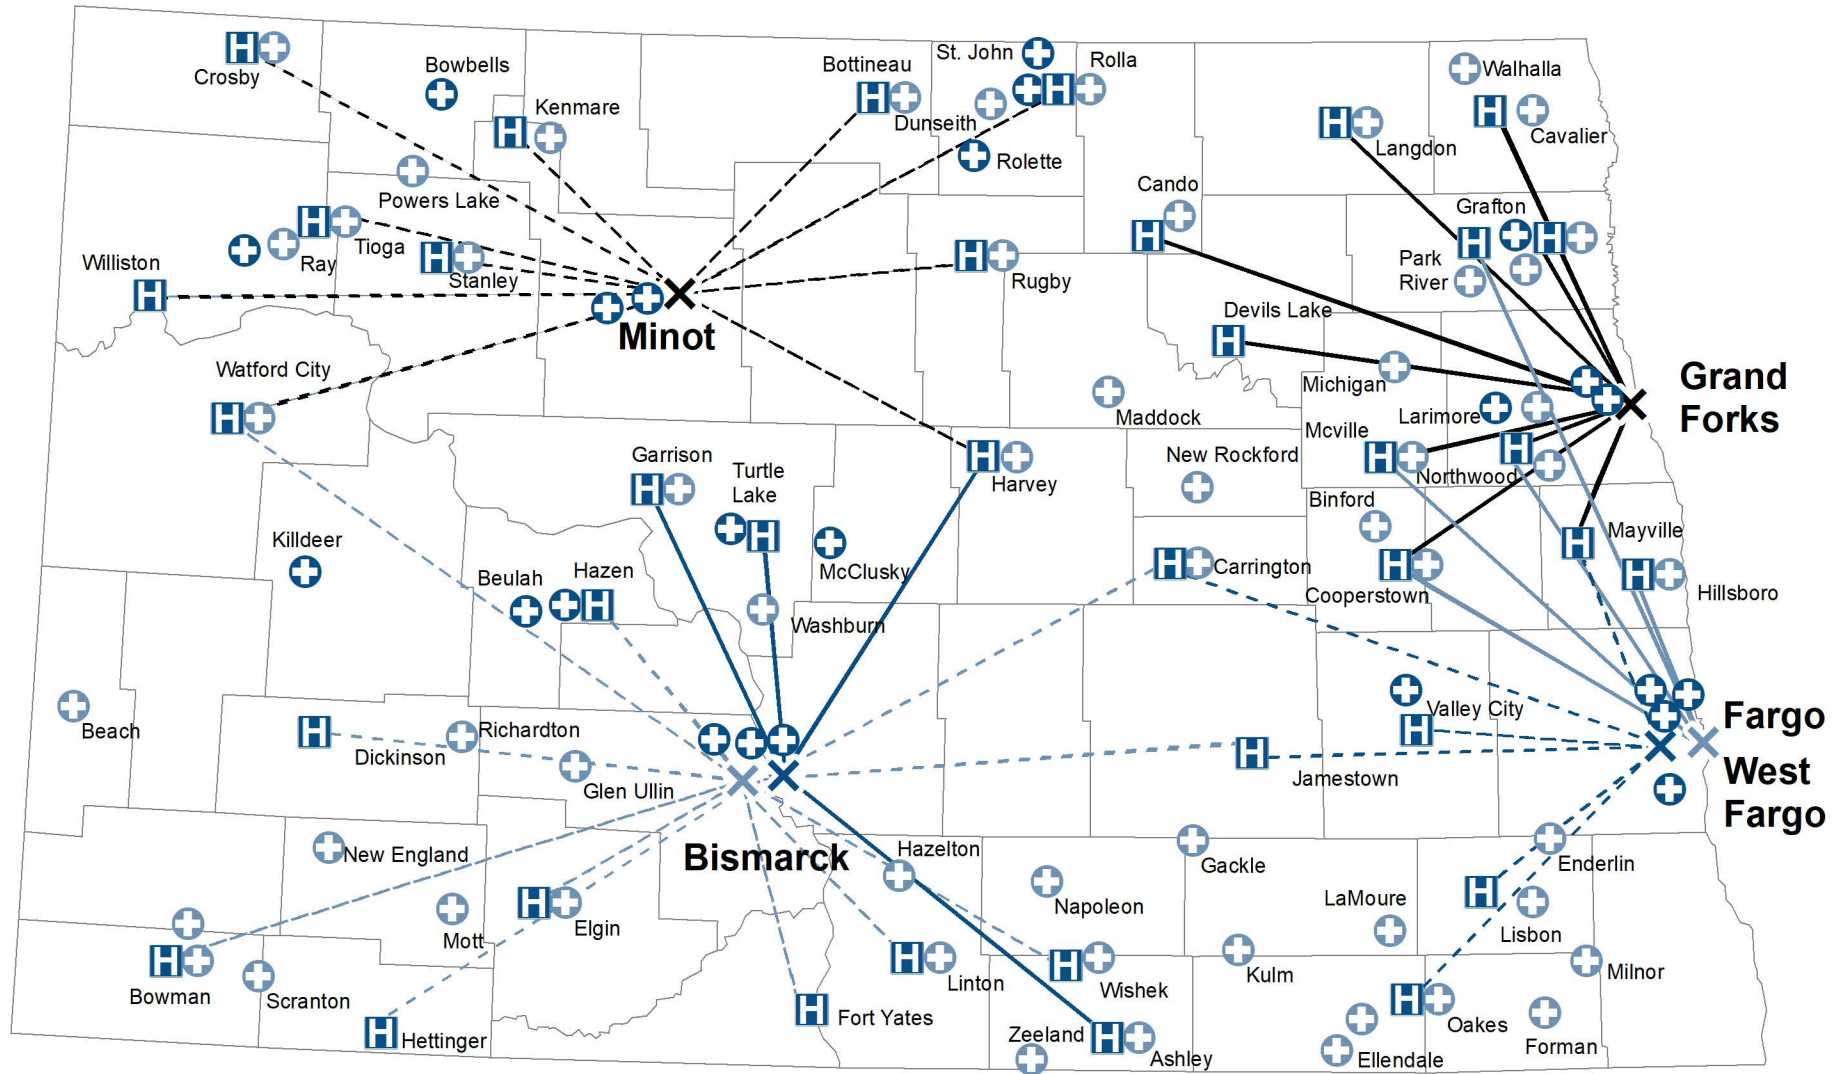 St. John
Rolla
Walhalla
Crosby
Bowbells
Bottineau
Kenmare
Dunseith
Cavalier
Langdon
Rolette
Powers Lake
Cando
Grafton
Tioga
Ray
Williston
Stanley
Rugby
Park
River
Devils Lake
Minot
Watford City
Michigan
Grand
Forks
Maddock
Larimore
Mcville
Garrison
Turtle
Lake
Harvey
New Rockford
Northwood
Binford
Killdeer
McClusky
Mayville
Beulah
Hazen
Carrington
Cooperstown
Hillsboro
Washburn
Beach
Richardton
Dickinson
Valley City
Fargo
Glen Ullin
Jamestown
West
Fargo
New England
Bismarck
Hazelton
Gackle
Enderlin
Napoleon
LaMoure
Mott
Elgin
Lisbon
Bowman
Scranton
Linton
Wishek
Kulm
Milnor
Hettinger
Fort Yates
Zeeland
Ashley
Oakes
Ellendale
Forman